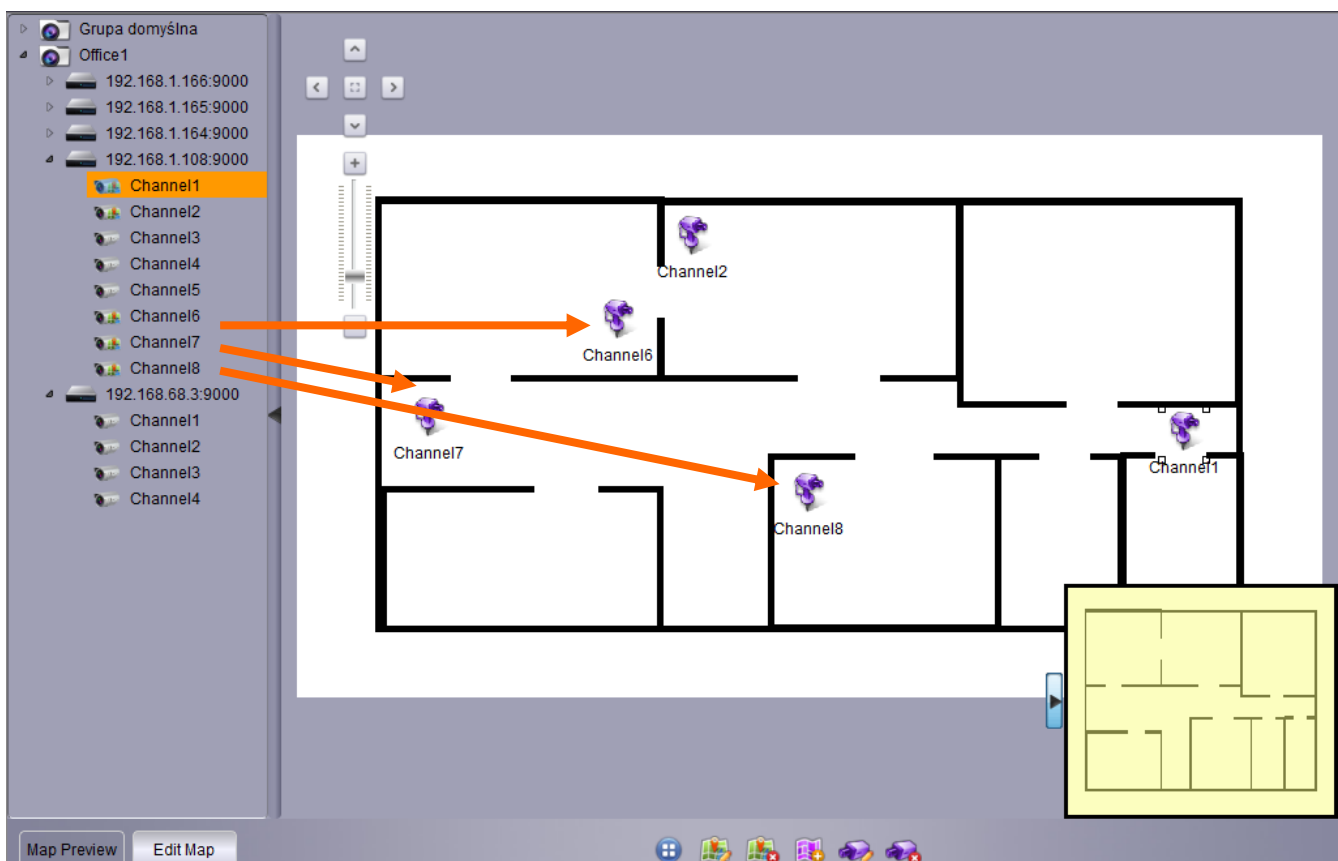 Grupa domyślna
Office1
192.168.1.166:9000
192.168.1.165:9000
192.168.1.164:9000
192.168.1.108:9000
Channel1
Channel2
Channel3
Channel4
Channel5
Channel6
Channel7
Channel8
192.168.68.3:9000
Channel1
Channel2
Channel3
Channel4
Channel2
Channel6
Channel7
Channel1
Channel8
Map Preview
Edit Map